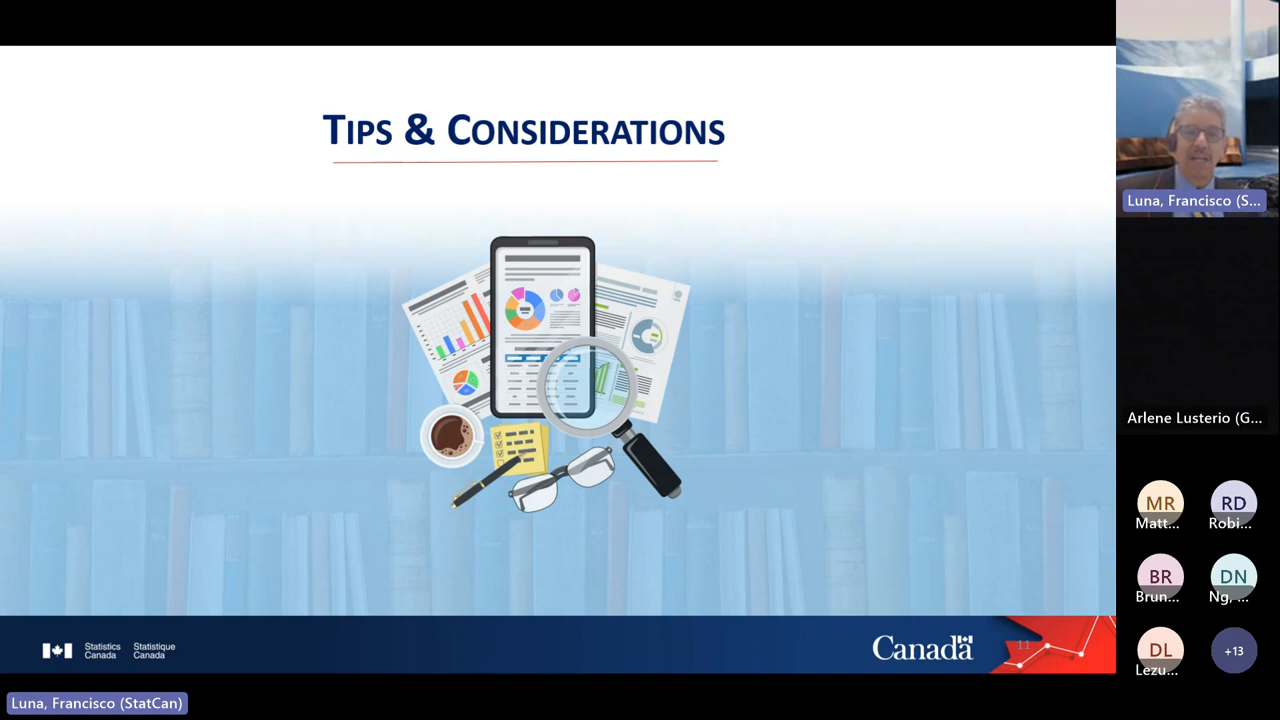 TIPS & CONSIDERATIONS
Statistics
Canada
Statistique
Canada
Canada
11
Luna, Francisco (S...
Arlene Lusterio (G...
MR
Matt...
RD
Robi...
BR
Brun...
DN
Ng, ...
DL
Lezu...
+13
Luna, Francisco (StatCan)